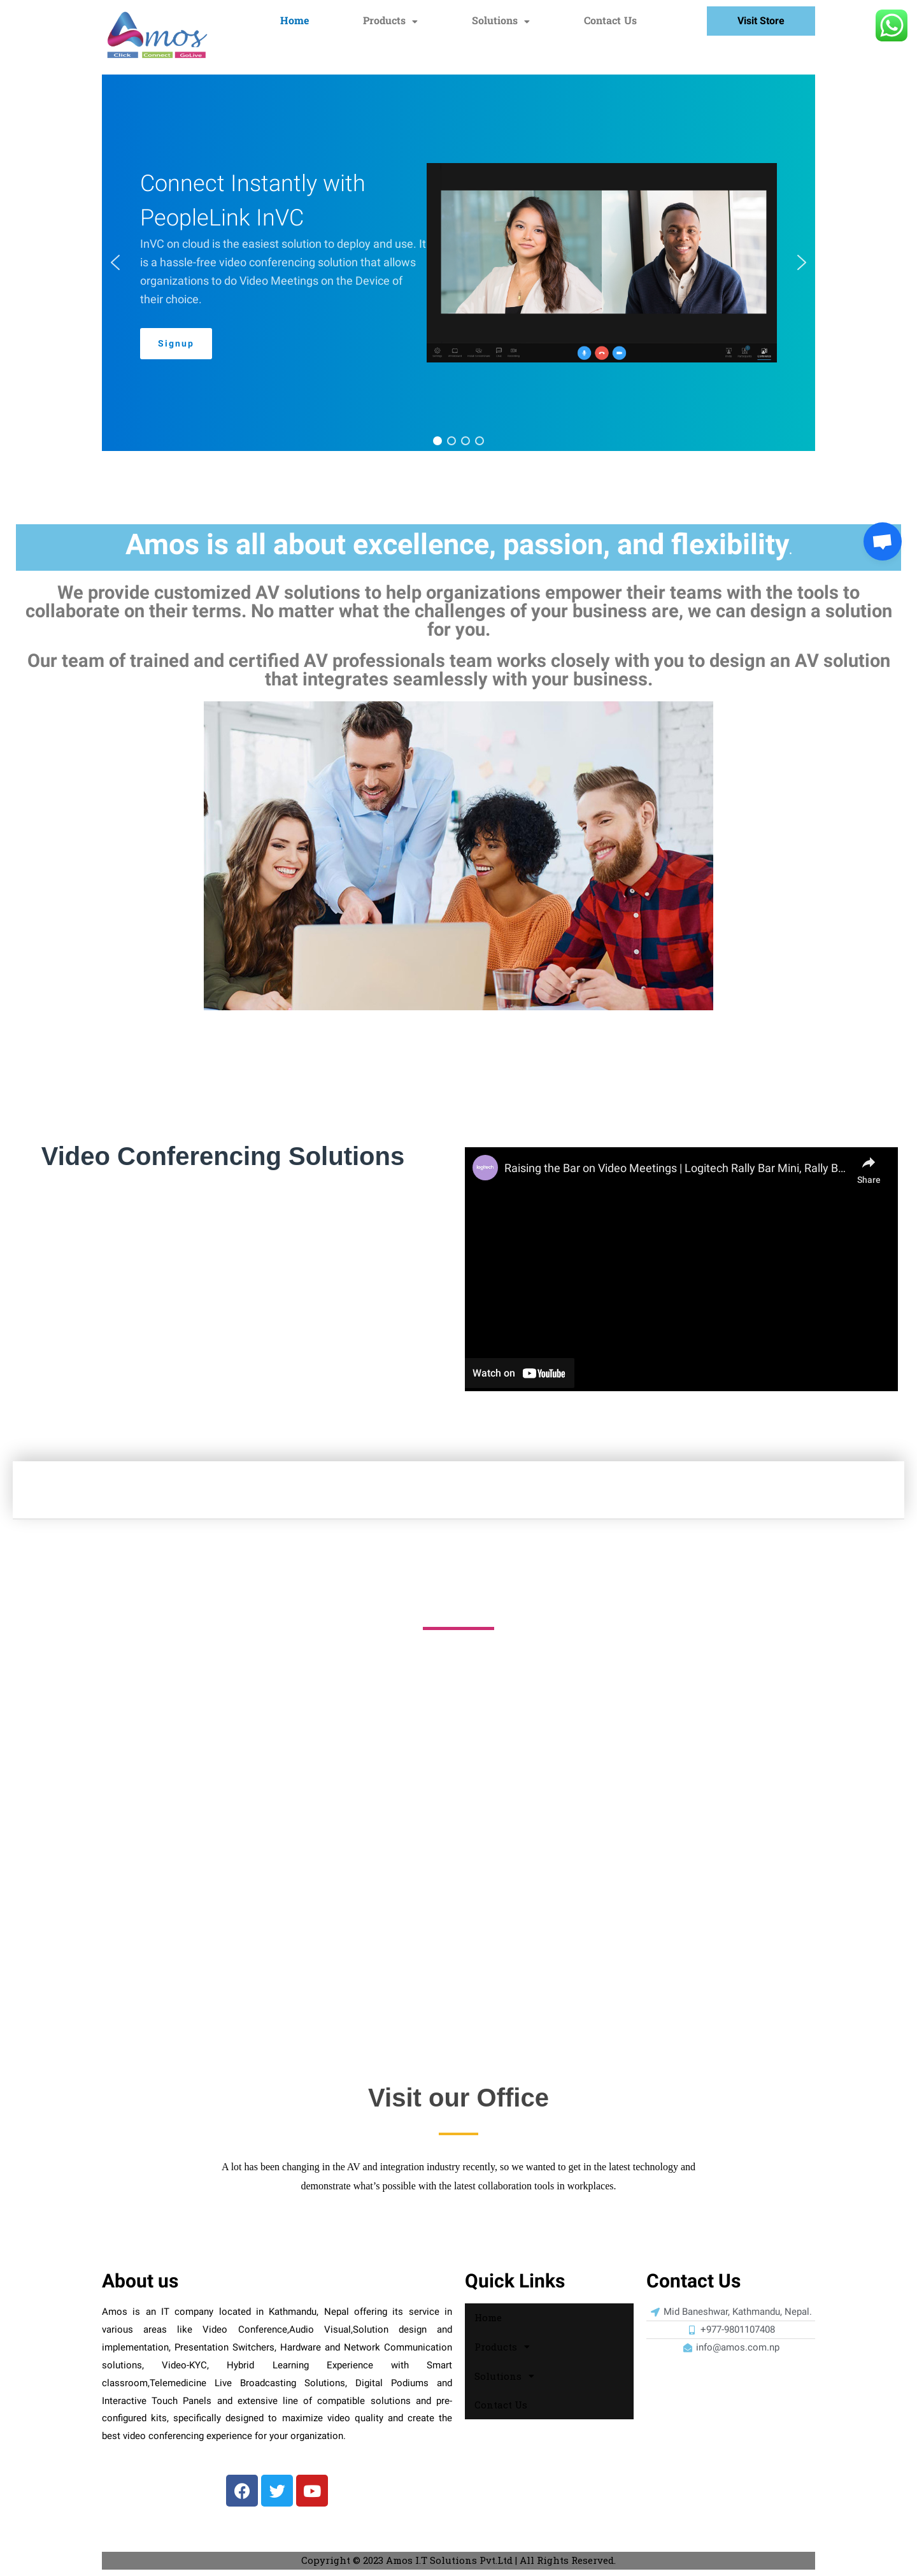 Amos
Click Connect GoLive
Home
Products
Solutions
Contact Us
Visit Store
Connect Instantly with
PeopleLink InVC
InVC on cloud is the easiest solution to deploy and use. It
is a hassle-free video conferencing solution that allows
organizations to do Video Meetings on the Device of
their choice.
Signup
Amos is all about excellence, passion, and flexibility.
We provide customized AV solutions to help organizations empower their teams with the tools to
collaborate on their terms. No matter what the challenges of your business are, we can design a solution
for you.
Our team of trained and certified AV professionals team works closely with you to design an AV solution
that integrates seamlessly with your business.
Video Conferencing Solutions
logitech
Raising the Bar on Video Meetings | Logitech Rally Bar Mini, Rally B...
Share
Watch on YouTube
Visit our Office
A lot has been changing in the AV and integration industry recently, so we wanted to get in the latest technology and
demonstrate what’s possible with the latest collaboration tools in workplaces.
About us
Amos is an IT company located in Kathmandu, Nepal offering its service in
various areas like Video Conference,Audio Visual,Solution design and
implementation, Presentation Switchers, Hardware and Network Communication
solutions, Video-KYC, Hybrid Learning Experience with Smart
classroom,Telemedicine Live Broadcasting Solutions, Digital Podiums and
Interactive Touch Panels and extensive line of compatible solutions and pre-
configured kits, specifically designed to maximize video quality and create the
best video conferencing experience for your organization.
Quick Links
Home
Products
Solutions
Contact Us
Contact Us
Mid Baneshwar, Kathmandu, Nepal.
+977-9801107408
info@amos.com.np
Copyright © 2023 Amos I.T Solutions Pvt.Ltd | All Rights Reserved.